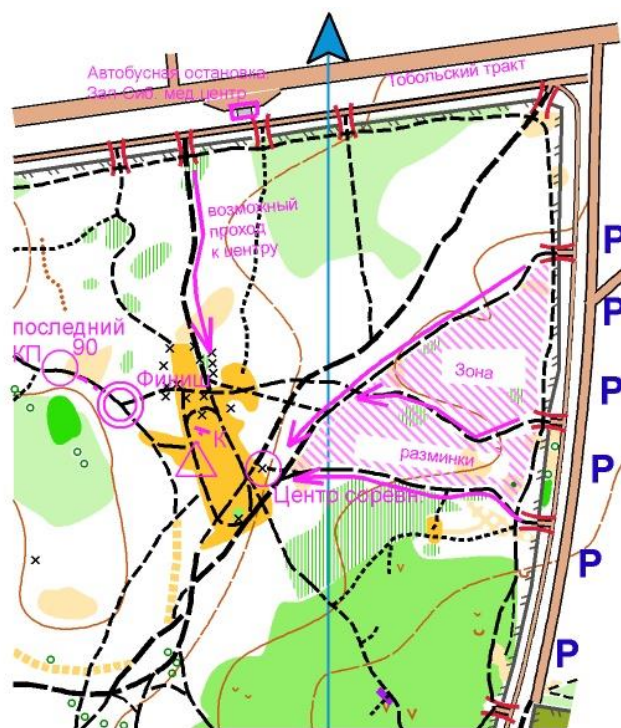 Автобусная остановка
Зап-Сиб. мед центр
Тобольский тракт
возможный
проход
к центру
P
P
последний
КП
90
Зона
Финиш
P
К
разминки
Центр соревн.
P
P
P